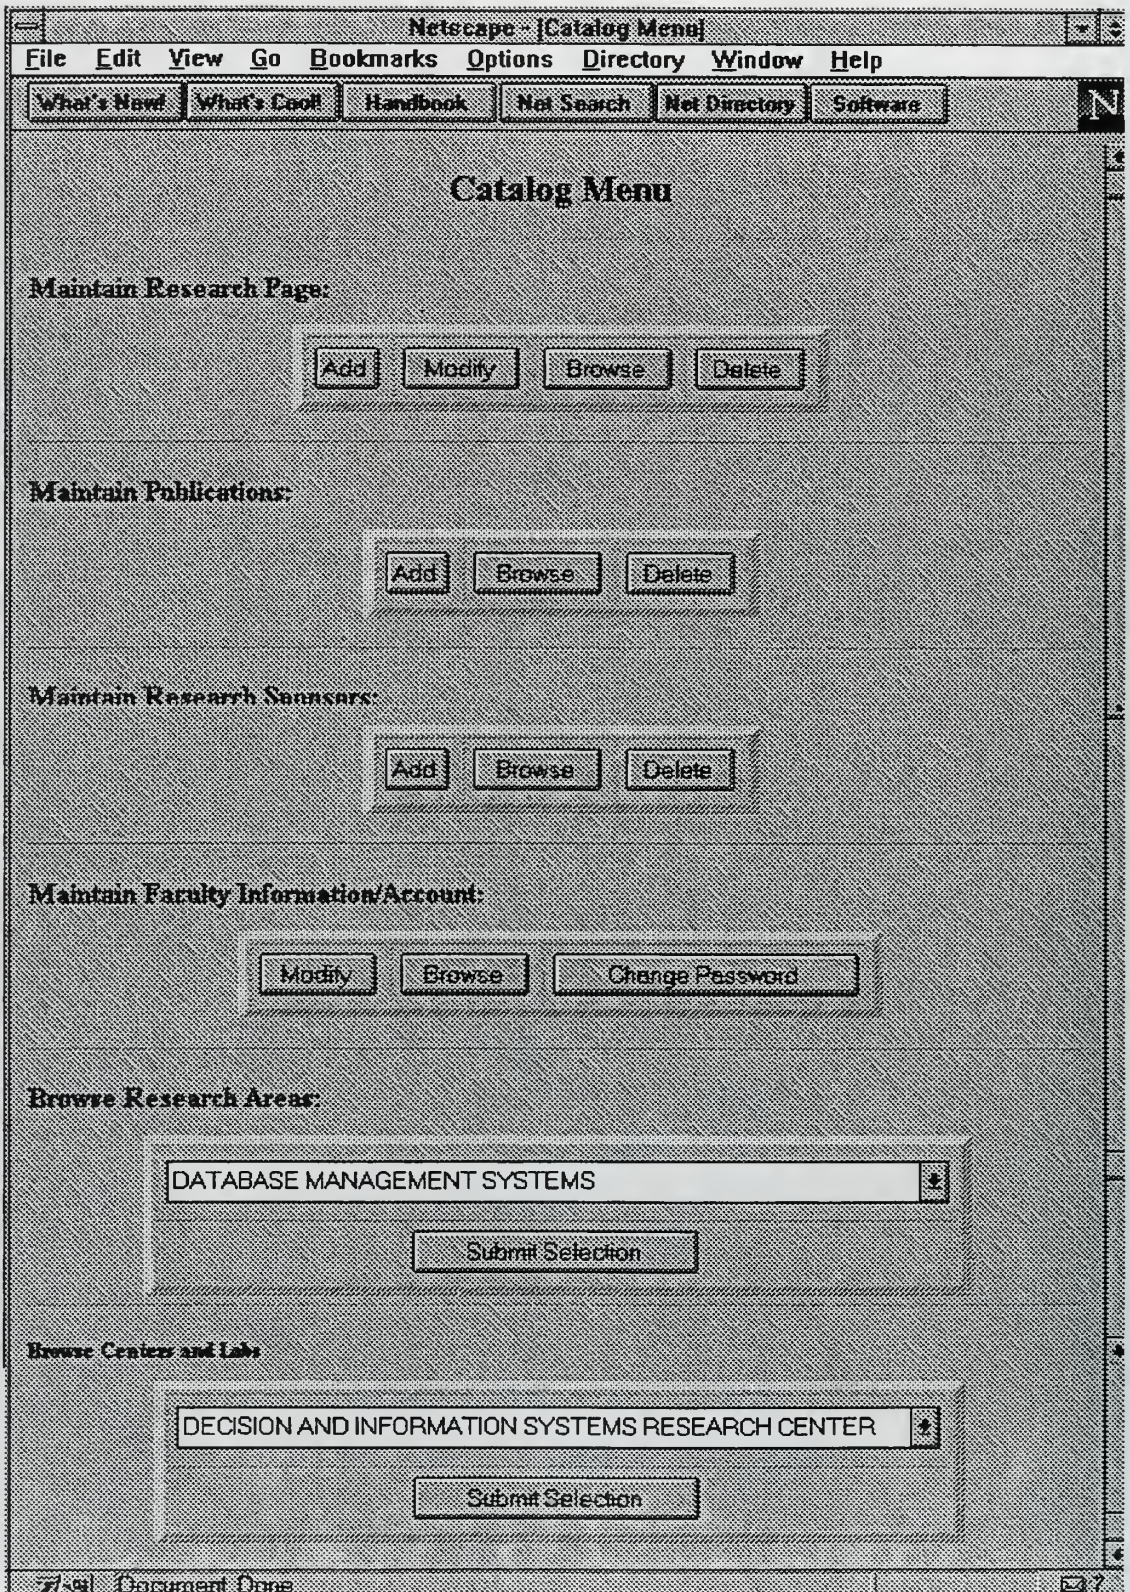 Netscape - [Catalog Menu]
File Edit View Go Bookmarks Options Directory Window Help
What's New! What's Cool! Handbook Net Search Net Directory Software
N
Catalog Menu
Maintain Research Page:
Add Modify Browse Delete
Maintain Publications:
Add Browse Delete
Maintain Research Sponsors:
Add Browse Delete
Maintain Faculty Information/Account:
Modify Browse Change Password
Browse Research Areas:
DATABASE MANAGEMENT SYSTEMS
Submit Selection
Browse Centers and Labs
DECISION AND INFORMATION SYSTEMS RESEARCH CENTER
Submit Selection
Document Done
?